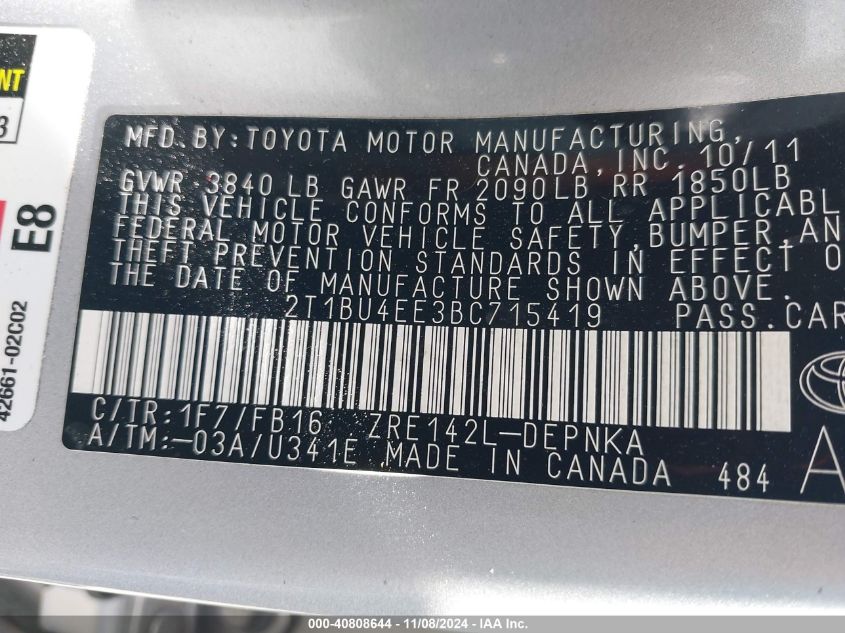 NT
3
E8
42661-02C02
MFD. BY: TOYOTA MOTOR MANUFACTURING,
CANADA, INC. 10/11
GVWR 3840 LB GAWR FR 2090LB RR 1850LB
THIS VEHICLE CONFORMS TO ALL APPLICABL
FEDERAL MOTOR VEHICLE SAFETY, BUMPER, AN
THEFT PREVENTION STANDARDS IN EFFECT O
THE DATE OF MANUFACTURE SHOWN ABOVE.
2T1BU4EE3BC715419 PASS.CAR
C/TR: 1F7/FB16 ZRE142L-DEPNKA
A/TM:-03A/U341E MADE IN CANADA 484 A
000-40808644 - 11/08/2024 - IAA Inc.